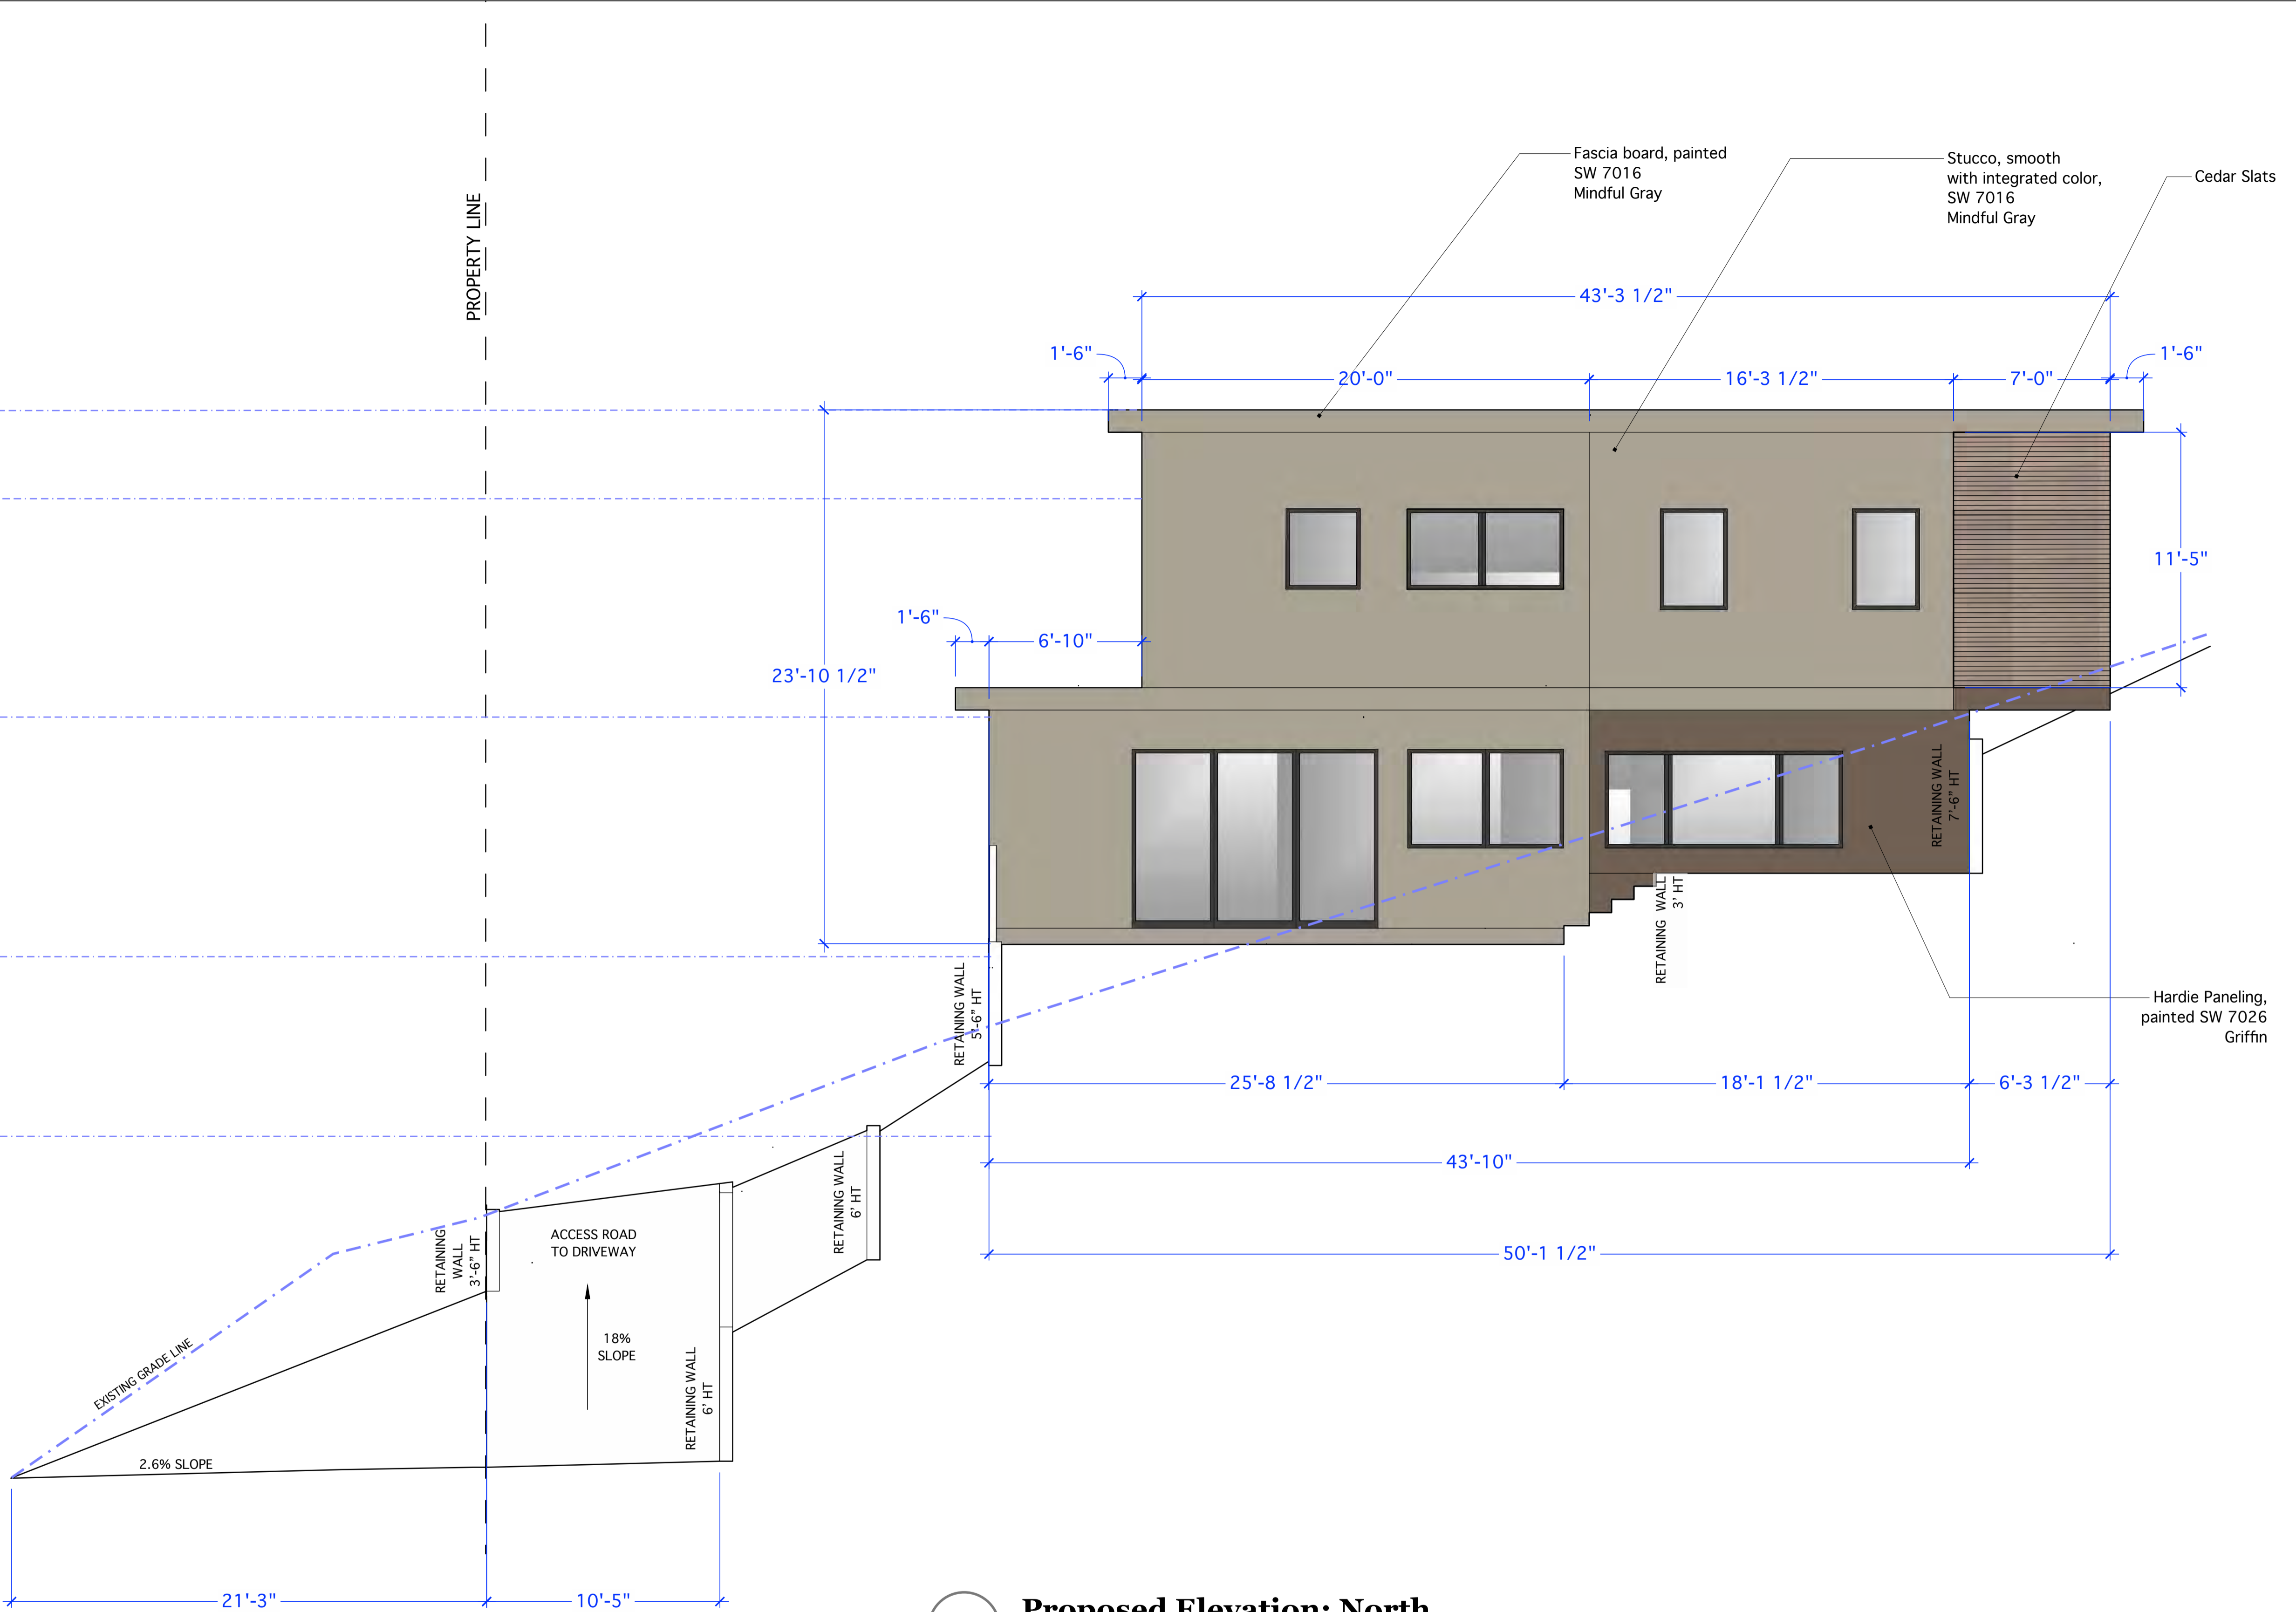 PROPERTY LINE
Fascia board, painted
SW 7016
Mindful Gray
Stucco, smooth
with integrated color,
SW 7016
Mindful Gray
Cedar Slats
43'-3 1/2"
1'-6"
20'-0"
16'-3 1/2"
7'-0"
1'-6"
11'-5"
1'-6"
6'-10"
23'-10 1/2"
RETAINING WALL
7'-6" HT
RETAINING WALL
3' HT
RETAINING WALL
5'-6" HT
Hardie Paneling,
painted SW 7026
Griffin
25'-8 1/2"
18'-1 1/2"
6'-3 1/2"
43'-10"
50'-1 1/2"
RETAINING WALL
6' HT
RETAINING
WALL
3'-6" HT
ACCESS ROAD
TO DRIVEWAY
18%
SLOPE
RETAINING WALL
6' HT
EXISTING GRADE LINE
2.6% SLOPE
21'-3"
10'-5"
Proposed Elevation: North